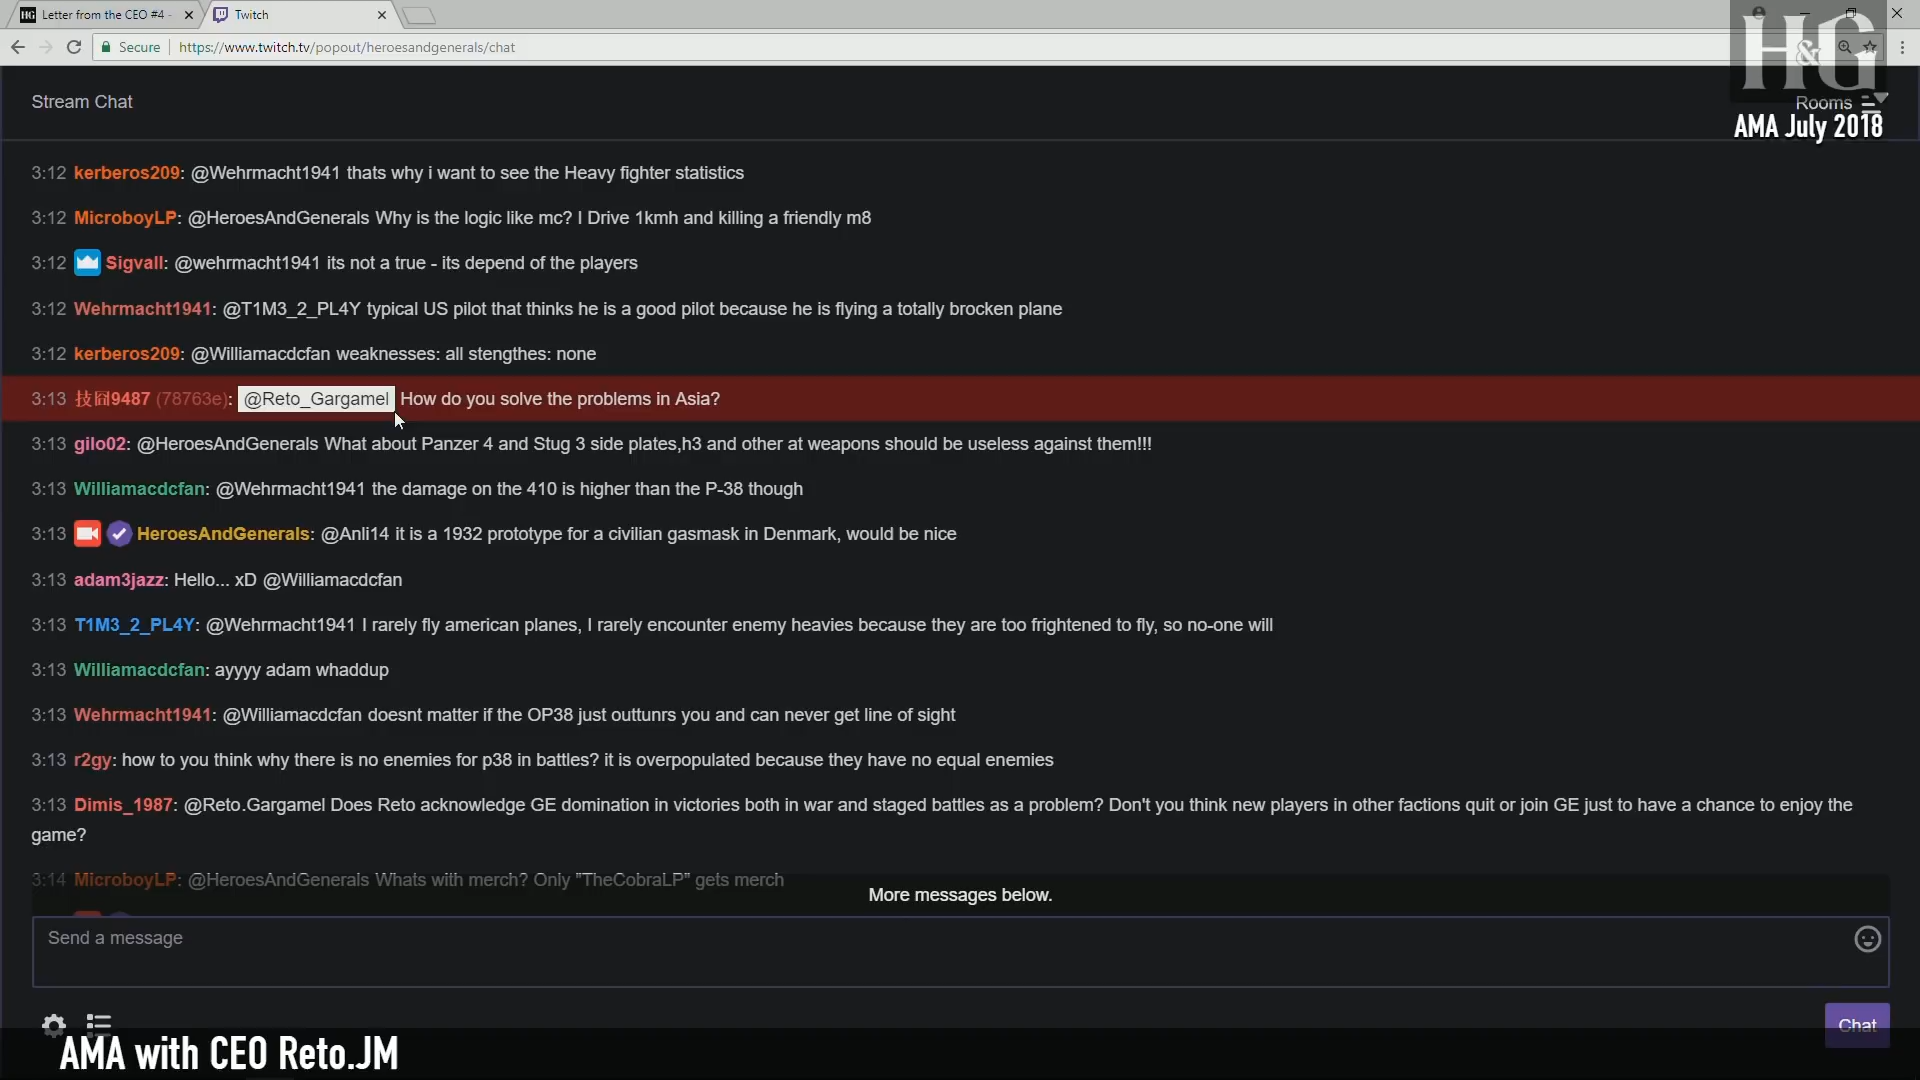 HG Letter from the CEO #4 -
Twitch
Secure https://www.twitch.tv/popout/heroesandgenerals/chat
H&G
Stream Chat
Rooms
AMA July 2018
3:12 kerberos209: @Wehrmacht1941 thats why i want to see the Heavy fighter statistics
3:12 MicroboyLP: @HeroesAndGenerals Why is the logic like mc? I Drive 1kmh and killing a friendly m8
3:12 Sigvall: @wehrmacht1941 its not a true - its depend of the players
3:12 Wehrmacht1941: @T1M3_2_PL4Y typical US pilot that thinks he is a good pilot because he is flying a totally brocken plane
3:12 kerberos209: @Williamacdcfan weaknesses: all stengthes: none
3:13 技冏9487 (78763e): @Reto_Gargamel How do you solve the problems in Asia?
3:13 gilo02: @HeroesAndGenerals What about Panzer 4 and Stug 3 side plates,h3 and other at weapons should be useless against them!!!
3:13 Williamacdcfan: @Wehrmacht1941 the damage on the 410 is higher than the P-38 though
3:13 HeroesAndGenerals: @Anli14 it is a 1932 prototype for a civilian gasmask in Denmark, would be nice
3:13 adam3jazz: Hello... xD @Williamacdcfan
3:13 T1M3_2_PL4Y: @Wehrmacht1941 I rarely fly american planes, I rarely encounter enemy heavies because they are too frightened to fly, so no-one will
3:13 Williamacdcfan: ayyyy adam whaddup
3:13 Wehrmacht1941: @Williamacdcfan doesnt matter if the OP38 just outtunrs you and can never get line of sight
3:13 r2gy: how to you think why there is no enemies for p38 in battles? it is overpopulated because they have no equal enemies
3:13 Dimis_1987: @Reto.Gargamel Does Reto acknowledge GE domination in victories both in war and staged battles as a problem? Don't you think new players in other factions quit or join GE just to have a chance to enjoy the
game?
3:14 MicroboyLP: @HeroesAndGenerals Whats with merch? Only "TheCobraLP" gets merch
More messages below.
Send a message
Chat
AMA with CEO Reto.JM